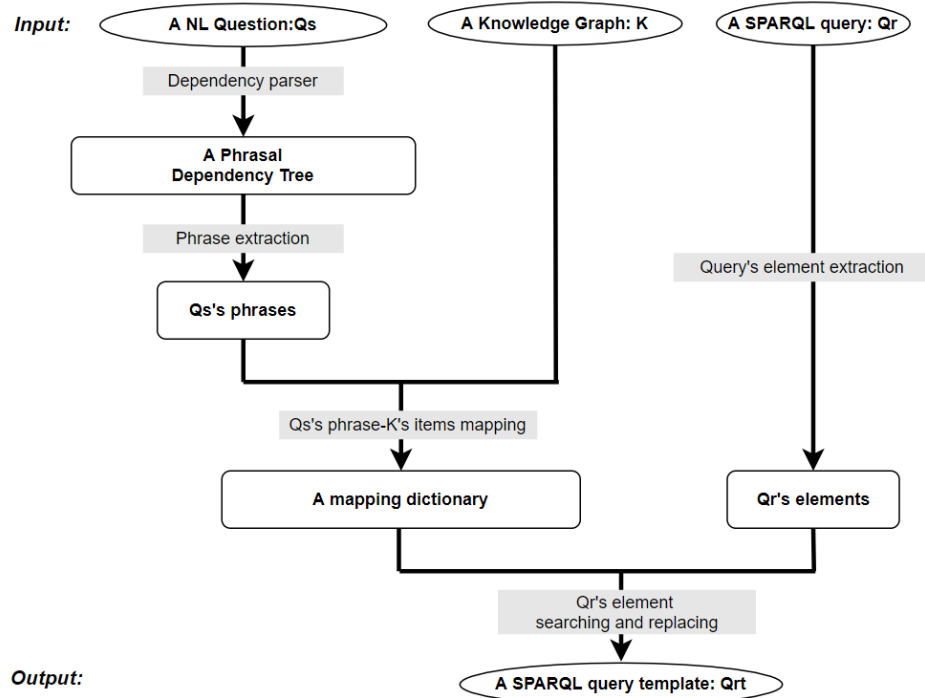 Input:
A NL Question:Qs
A Knowledge Graph: K
A SPARQL query: Qr
Dependency parser
A Phrasal
Dependency Tree
Phrase extraction
Query's element extraction
Qs's phrases
Qs's phrase-K's items mapping
A mapping dictionary
Qr's elements
Qr's element
searching and replacing
Output:
A SPARQL query template: Qrt